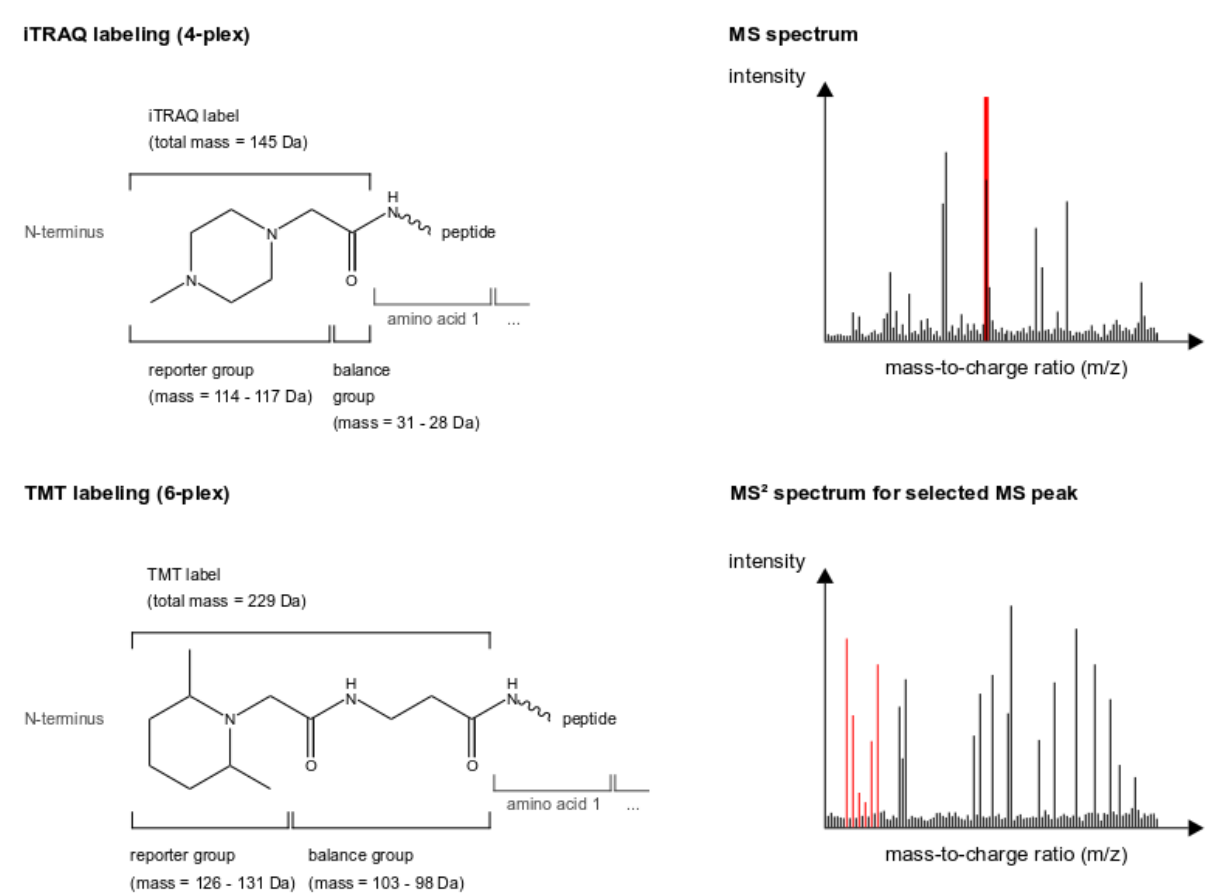 iTRAQ labeling (4-plex)
iTRAQ label
(total mass = 145 Da)
N-terminus
H
N
N
N
O
peptide
amino acid 1
...
reporter group
(mass = 114 - 117 Da)
balance
group
(mass = 31 - 28 Da)
MS spectrum
intensity
mass-to-charge ratio (m/z)
TMT labeling (6-plex)
TMT label
(total mass = 229 Da)
N-terminus
H
N
H
N
N
O
O
peptide
amino acid 1
...
reporter group
(mass = 126 - 131 Da)
balance group
(mass = 103 - 98 Da)
MS² spectrum for selected MS peak
intensity
mass-to-charge ratio (m/z)